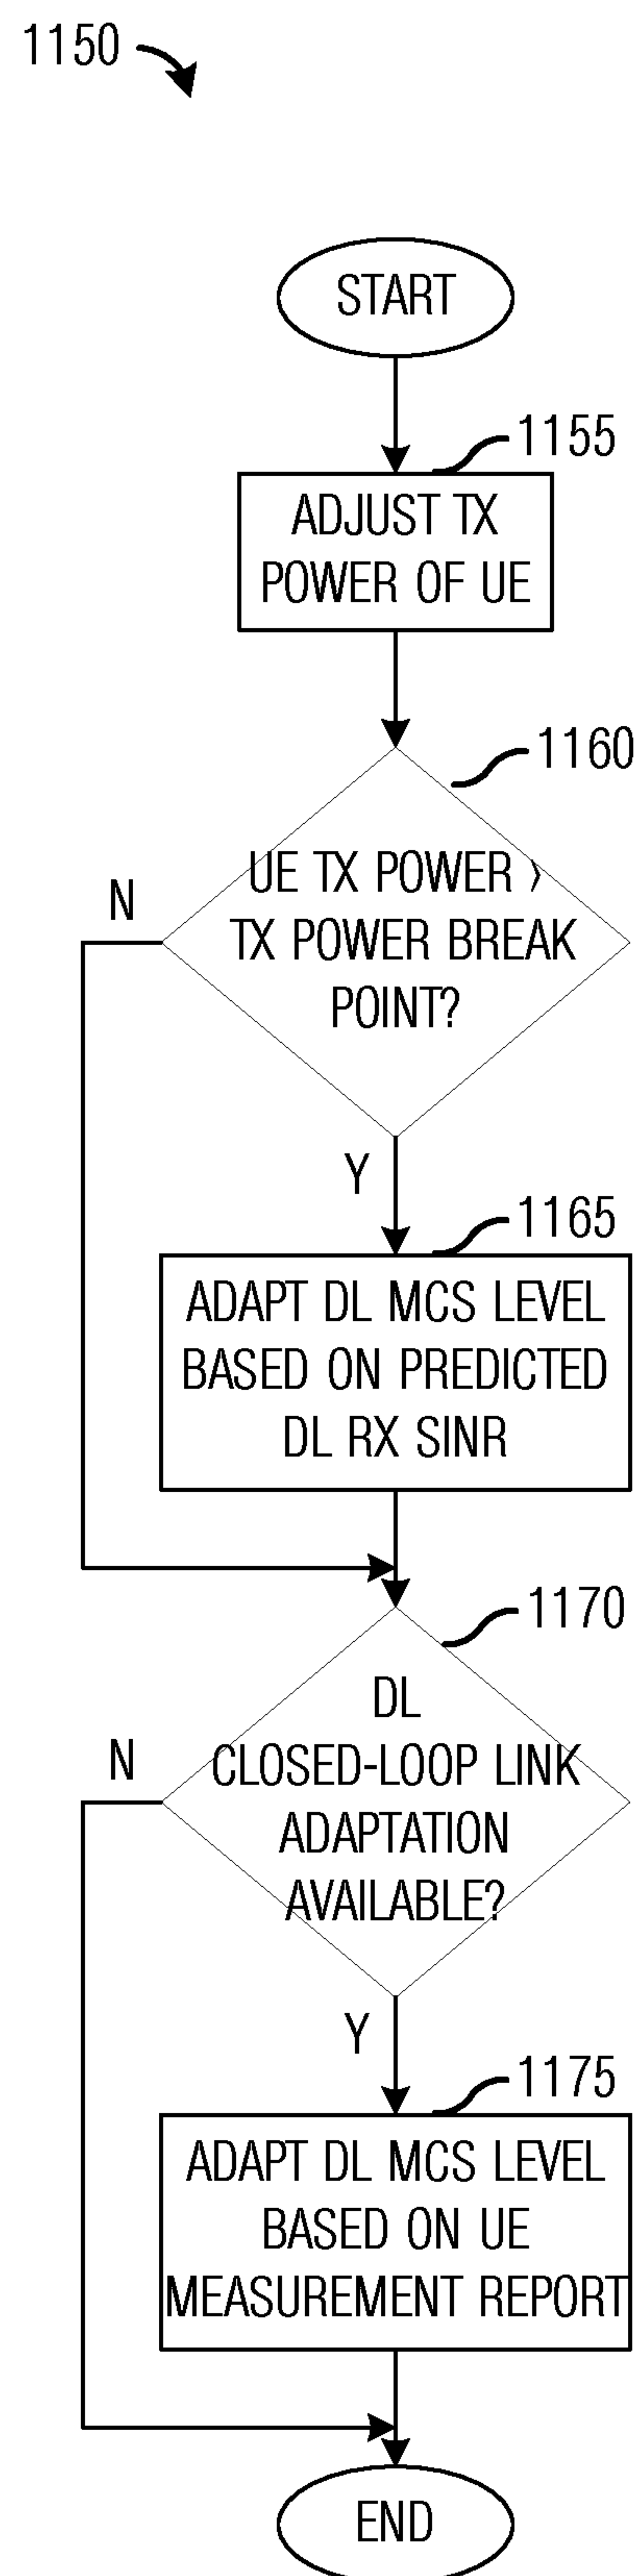 1150
START
1155
ADJUST TX
POWER OF UE
1160
UE TX POWER >
TX POWER BREAK
POINT?
N
Y
1165
ADAPT DL MCS LEVEL
BASED ON PREDICTED
DL RX SINR
1170
DL
CLOSED-LOOP LINK
ADAPTATION
AVAILABLE?
N
Y
1175
ADAPT DL MCS LEVEL
BASED ON UE
MEASUREMENT REPORT
END